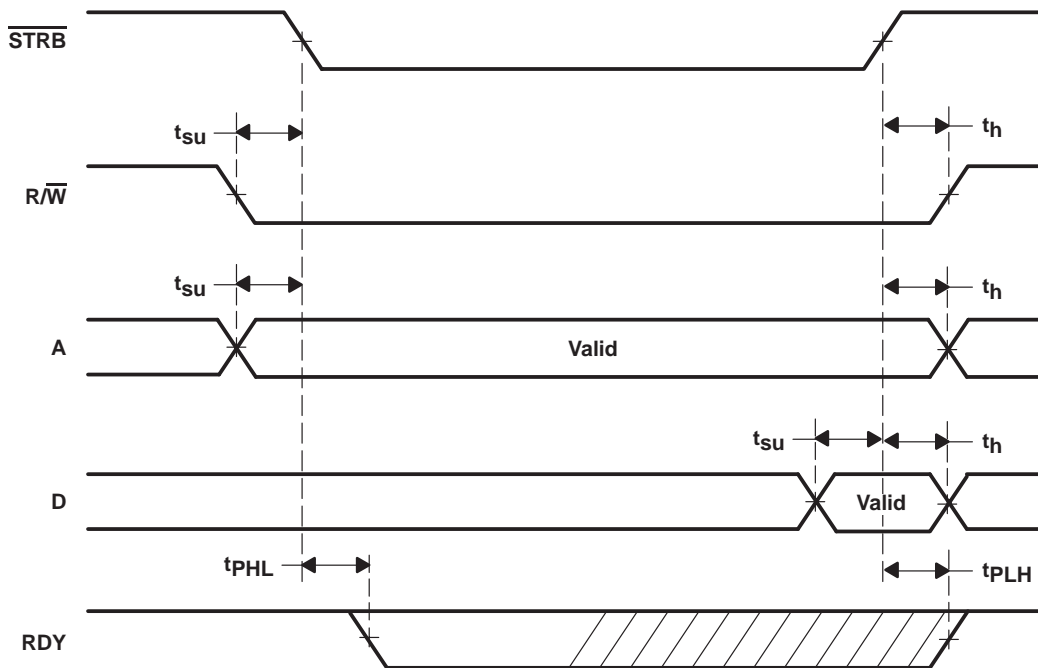 STRB
tsu
th
R/W
tsu
th
A
Valid
tsu
th
D
Valid
tPHL
tPLH
RDY